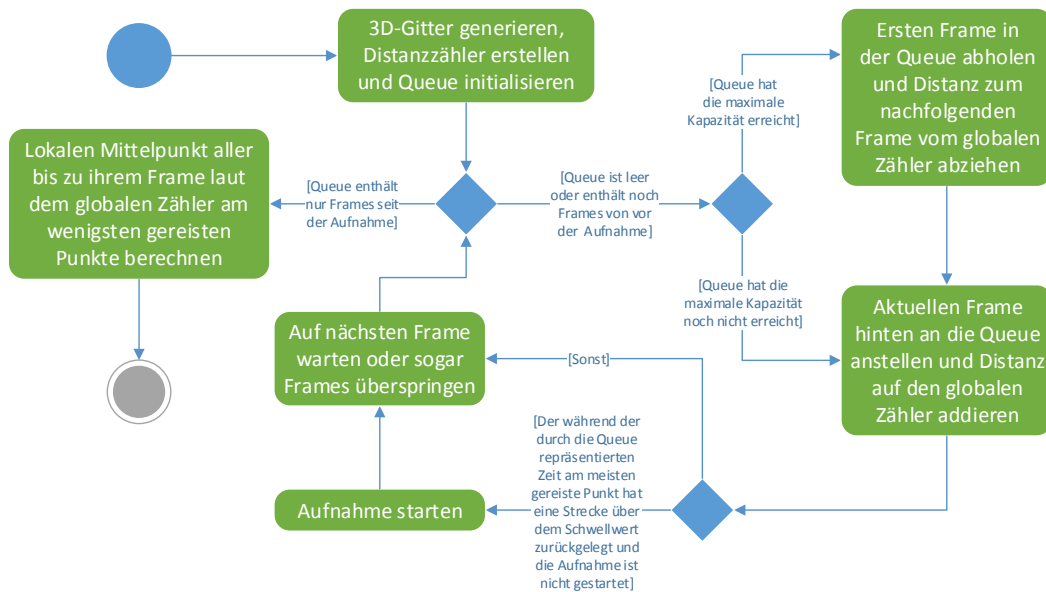 3D-Gitter generieren,
Distanzzähler erstellen
und Queue initialisieren
Ersten Frame in
der Queue abholen
und Distanz zum
nachfolgenden
Frame vom globalen
Zähler abziehen
[Queue hat
die maximale
Kapazität erreicht]
Lokalen Mittelpunkt aller
bis zu ihrem Frame laut
dem globalen Zähler am
wenigsten gereisten
Punkte berechnen
[Queue enthält
nur Frames seit
der Aufnahme]
[Queue ist leer
oder enthält noch
Frames von vor
der Aufnahme]
[Queue hat die
maximale Kapazität
noch nicht erreicht]
Aktuellen Frame
hinten an die Queue
anstellen und Distanz
auf den globalen
Zähler addieren
Auf nächsten Frame
warten oder sogar
Frames überspringen
[Sonst]
[Der während der
durch die Queue
repräsentierten
Zeit am meisten
gereiste Punkt hat
eine Strecke über
dem Schwellwert
zurückgelegt und
die Aufnahme ist
nicht gestartet]
Aufnahme starten